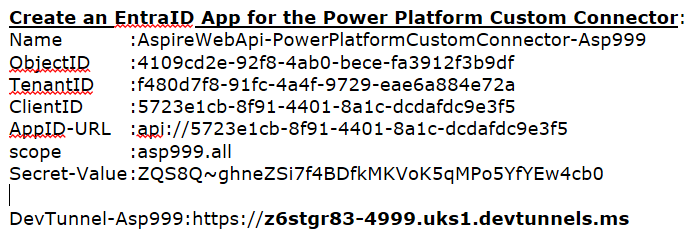 Create an EntraID App for the Power Platform Custom Connector:
Name :AspireWebApi-PowerPlatformCustomConnector-Asp999
ObjectID :4109cd2e-92f8-4ab0-bece-fa3912f3b9df
TenantID :f480d7f8-91fc-4a4f-9729-eae6a884e72a
ClientID :5723e1cb-8f91-4401-8a1c-dcdafdc9e3f5
AppID-URL :api://5723e1cb-8f91-4401-8a1c-dcdafdc9e3f5
scope :asp999.all
Secret-Value:ZQS8Q~ghneZSi7f4BDfkMKVoK5qMPo5YfYEw4cb0
DevTunnel-Asp999:https://z6stgr83-4999.uks1.devtunnels.ms